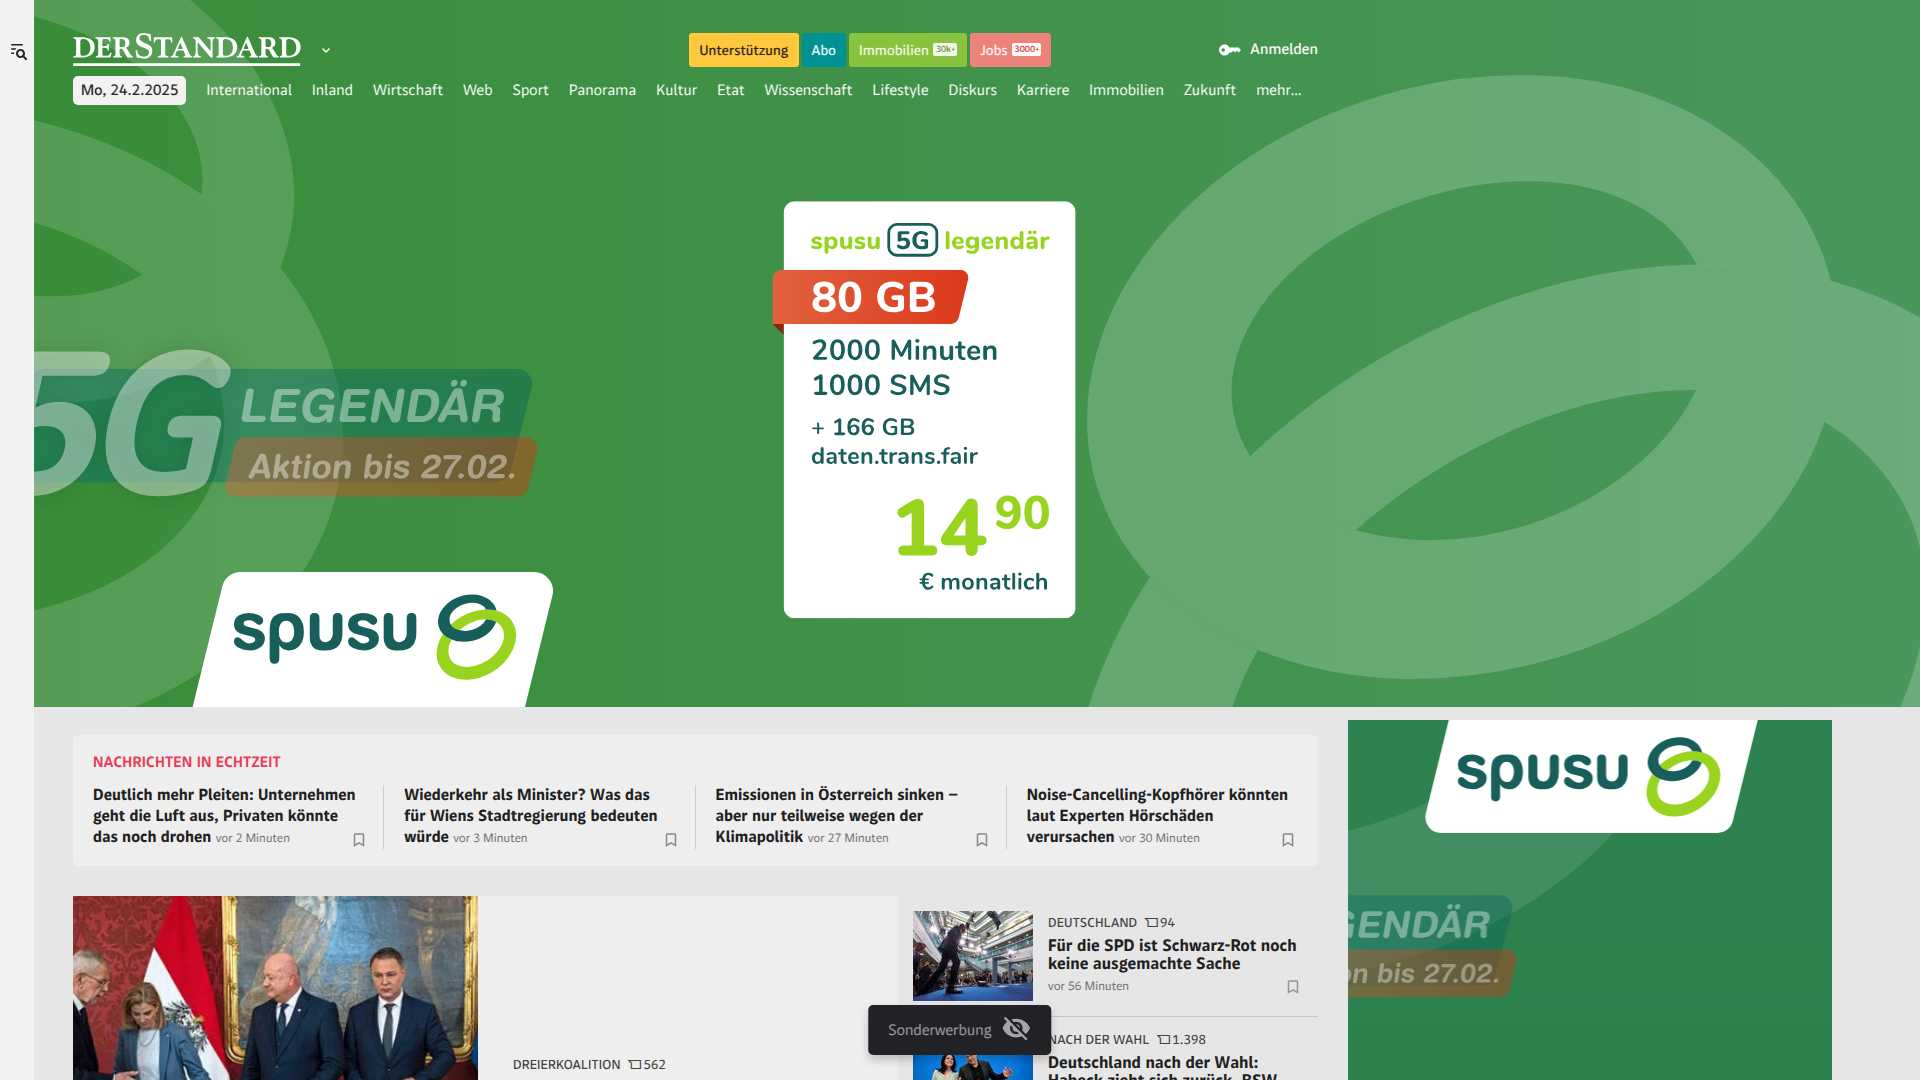 DERSTANDARD
Unterstützung
Abo
Immobilien 30k+
Jobs 3000+
Anmelden
Mo, 24.2.2025
International
Inland
Wirtschaft
Web
Sport
Panorama
Kultur
Etat
Wissenschaft
Lifestyle
Diskurs
Karriere
Immobilien
Zukunft
mehr...
spusu 5G legendär
80 GB
2000 Minuten
1000 SMS
+ 166 GB
daten.trans.fair
14 90
€ monatlich
5G
LEGENDÄR
Aktion bis 27.02.
spusu
NACHRICHTEN IN ECHTZEIT
Deutlich mehr Pleiten: Unternehmen
geht die Luft aus, Privaten könnte
das noch drohen vor 2 Minuten
Wiederkehr als Minister? Was das
für Wiens Stadtregierung bedeuten
würde vor 3 Minuten
Emissionen in Österreich sinken –
aber nur teilweise wegen der
Klimapolitik vor 27 Minuten
Noise-Cancelling-Kopfhörer könnten
laut Experten Hörschäden
verursachen vor 30 Minuten
spusu
GENDÄR
n bis 27.02.
DREIERKOALITION 562
DEUTSCHLAND 94
Für die SPD ist Schwarz-Rot noch
keine ausgemachte Sache
vor 56 Minuten
Sonderwerbung
NACH DER WAHL 1.398
Deutschland nach der Wahl:
Habeck zieht sich zurück, BSW